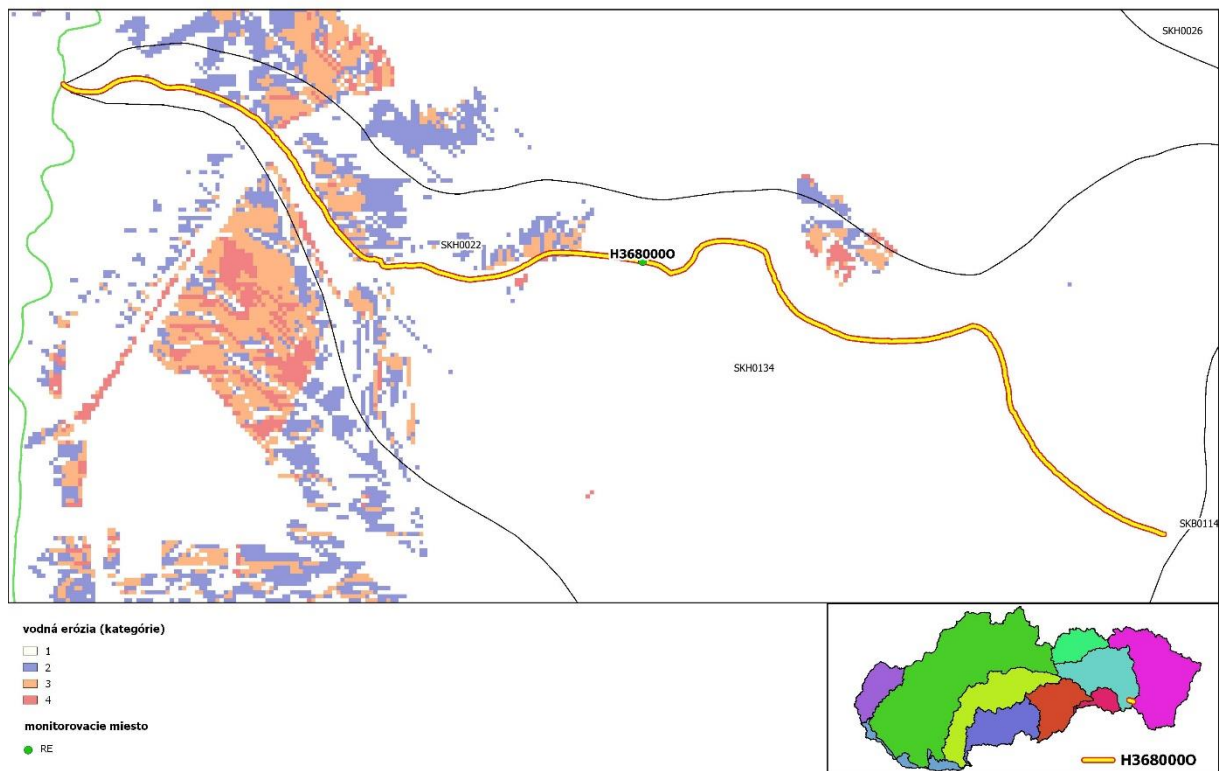 SKH0026
SKH0022
H368000O
SKH0134
SKB0114
vodná erózia (kategórie)
1
2
3
4
monitorovacie miesto
RE
H368000O